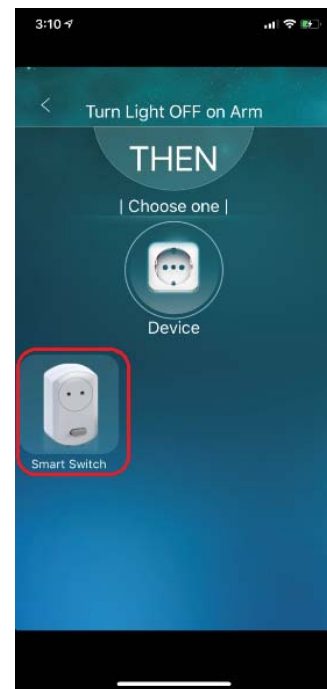 3:10
Turn Light OFF on Arm
THEN
| Choose one |
Device
Smart Switch